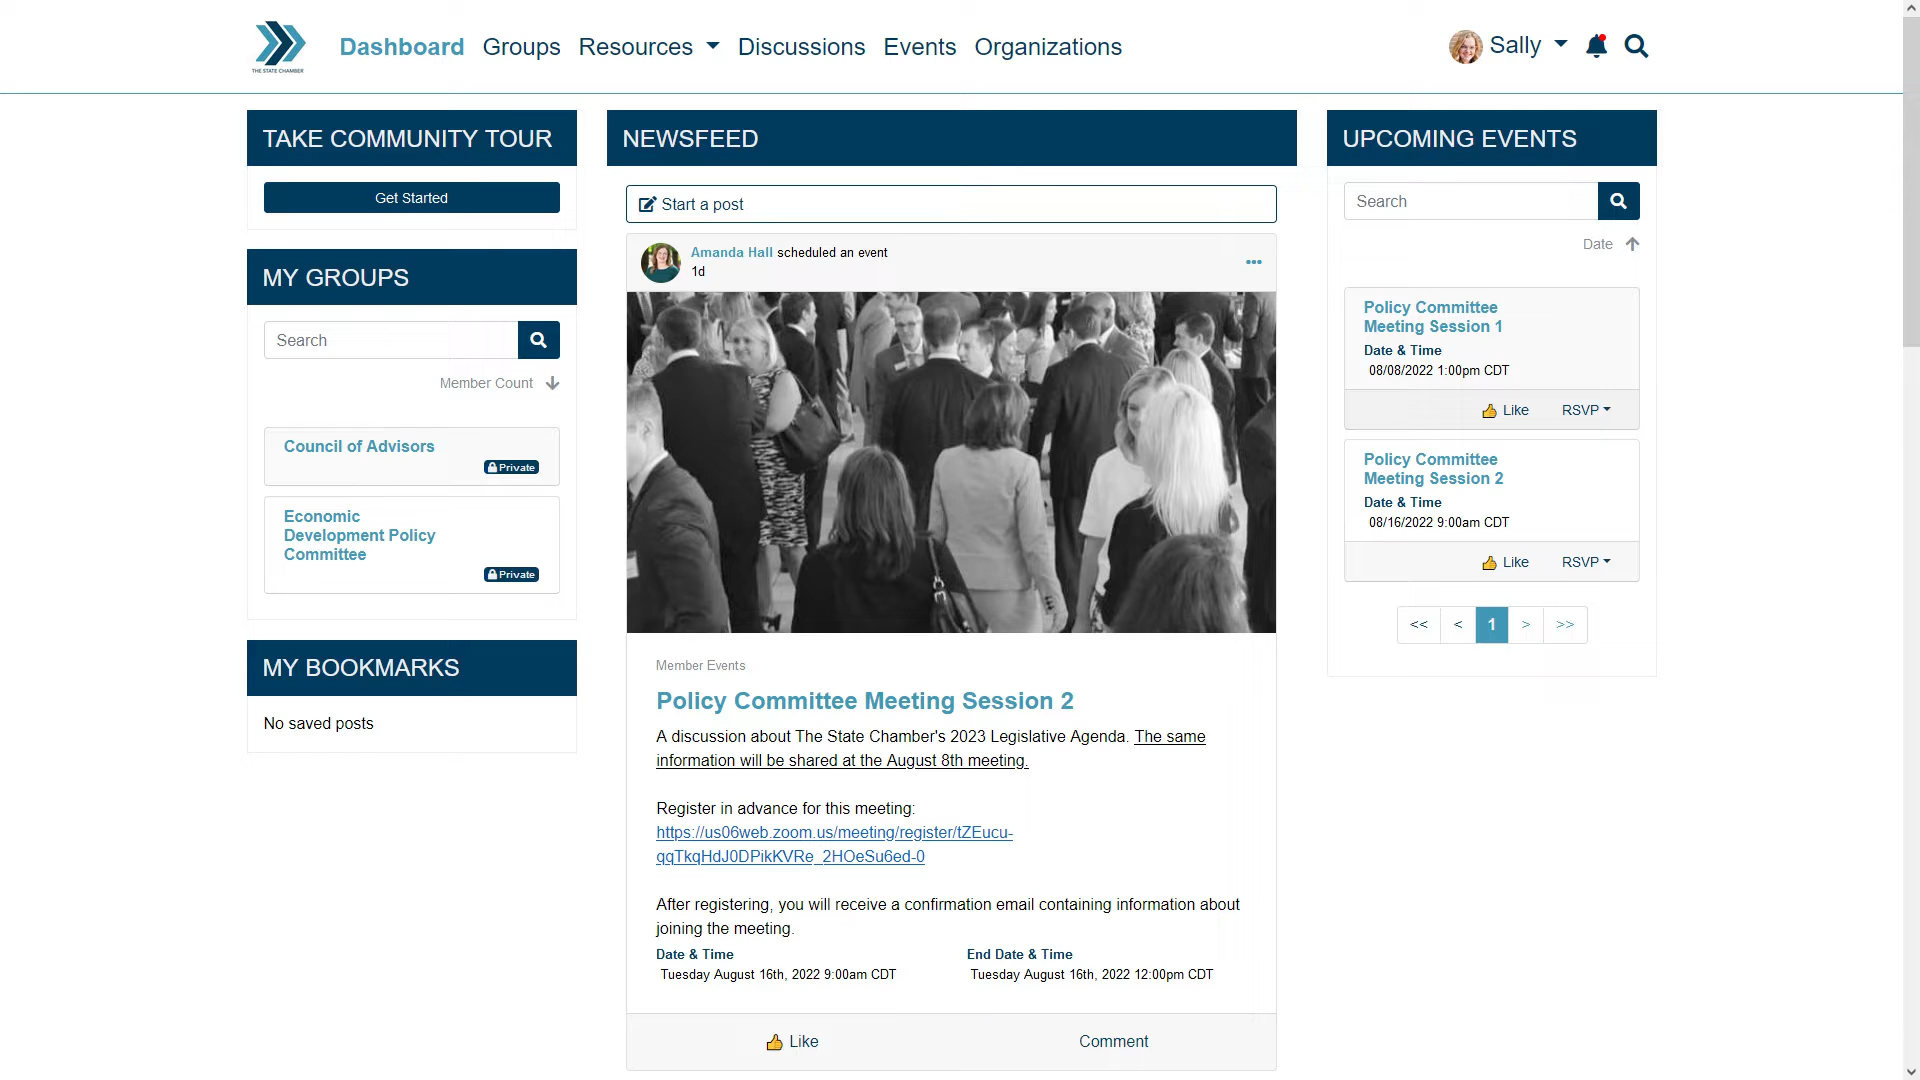 THE STATE CHAMBER
Dashboard Groups Resources Discussions Events Organizations
Sally
TAKE COMMUNITY TOUR
Get Started
MY GROUPS
Search
Member Count
Council of Advisors
Private
Economic
Development Policy
Committee
Private
MY BOOKMARKS
No saved posts
NEWSFEED
Start a post
Amanda Hall scheduled an event
1d
Member Events
Policy Committee Meeting Session 2
A discussion about The State Chamber's 2023 Legislative Agenda. The same
information will be shared at the August 8th meeting.
Register in advance for this meeting:
https://us06web.zoom.us/meeting/register/tZEucu-
qqTkqHdJ0DPikKVRe_2HOeSu6ed-0
After registering, you will receive a confirmation email containing information about
joining the meeting.
Date & Time End Date & Time
Tuesday August 16th, 2022 9:00am CDT Tuesday August 16th, 2022 12:00pm CDT
Like Comment
UPCOMING EVENTS
Search
Date
Policy Committee
Meeting Session 1
Date & Time
08/08/2022 1:00pm CDT
Like RSVP
Policy Committee
Meeting Session 2
Date & Time
08/16/2022 9:00am CDT
Like RSVP
<< < 1 > >>